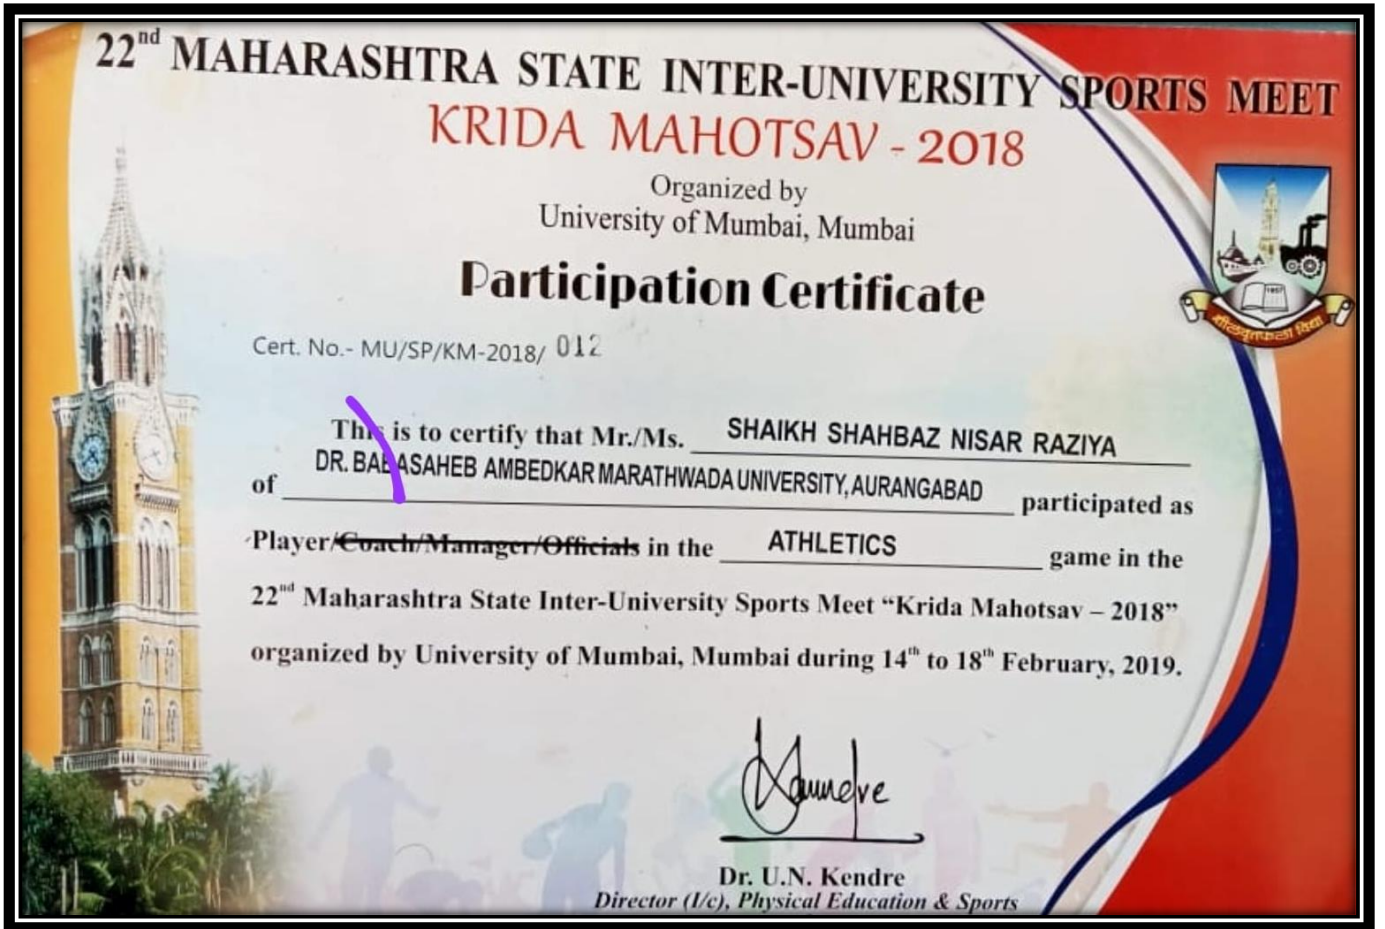 22nd MAHARASHTRA STATE INTER-UNIVERSITY SPORTS MEET
KRIDA MAHOTSAV - 2018
Organized by
University of Mumbai, Mumbai
Participation Certificate
Cert. No.- MU/SP/KM-2018/ 012
This is to certify that Mr./Ms. SHAIKH SHAHBAZ NISAR RAZIYA
of DR. BABASAHEB AMBEDKAR MARATHWADA UNIVERSITY, AURANGABAD participated as
Player/Coach/Manager/Officials in the ATHLETICS game in the
22nd Maharashtra State Inter-University Sports Meet “Krida Mahotsav – 2018”
organized by University of Mumbai, Mumbai during 14th to 18th February, 2019.
Dr. U.N. Kendre
Director (I/c), Physical Education & Sports
1857
शीलवृत्तफला विद्या